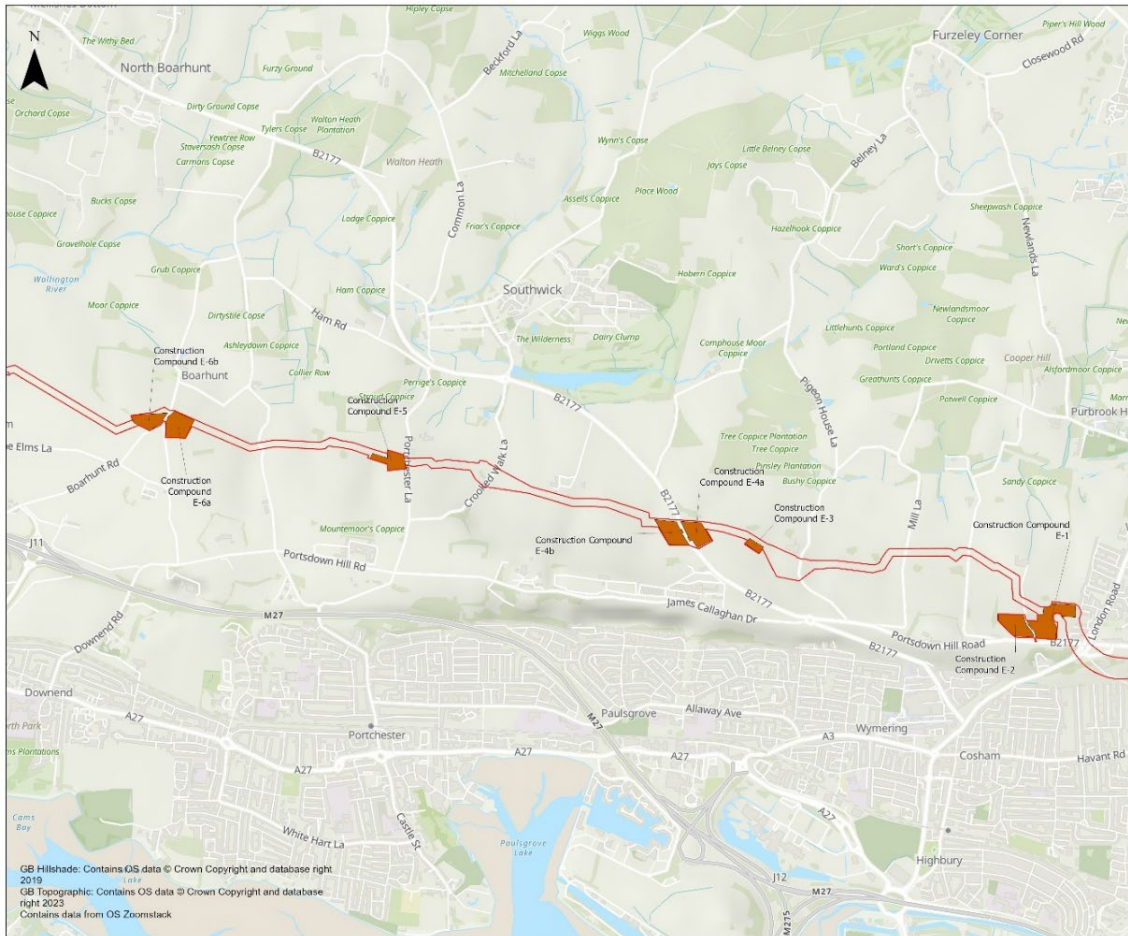 N
North Boarhunt
The Withy Bed
Furzy Ground
Ripley Copse
Beckford La
Wiggs Wood
Mitchelland Copse
Furzeley Corner
Piper's Hill Wood
Closewood Rd
Orchard Copse
Dirty Ground Copse
Yewtree Row
Staversash Copse
Carmans Copse
Tylers Copse
Walton Heath
Plantation
Walton Heath
B2177
Wynn's Copse
Little Belney Copse
Jays Copse
Belney La
Place Wood
Bucks Copse
Lodge Coppice
Common La
Assells Copse
Friar's Copse
Sheepwash Coppice
Hazelhook Coppice
Short's Coppice
Ward's Coppice
Newlands La
Gravelhole Copse
Grub Coppice
Wallington
River
Moor Coppice
Ham Coppice
Southwick
Habern Coppice
Newlandsmoor
Coppice
Dirtystile Copse
Ham Rd
The Wilderness
Dairy Clump
Comphouse Moor
Coppice
Littlehunts Coppice
Portland Coppice
Drivetts Coppice
Cooper Hill
Construction
Compound E-6b
Ashleydown Coppice
Boarhunt
Collier Row
Perrige's Coppice
Greathunts Coppice
Potwell Coppice
Purbrook
Construction
Compound E-5
B2177
Pigeon House La
Tree Coppice Plantation
Tree Coppice
Pinsley Plantation
Bushy Coppice
Boarhunt Rd
Construction
Compound
E-6a
Portchester La
Crooked Walk La
B2177
Construction
Compound E-4a
Sandy Coppice
Mill La
Construction
Compound E-3
Construction Compound
E-1
Mountemoor's Coppice
Construction Compound
E-4b
J11
Portsdown Hill Rd
M27
James Callaghan Dr
B2177
Portsdown Hill Road
B2177
B2177
London Road
Construction
Compound E-2
Downend Rd
Downend
A27
Portchester
A27
Paulsgrove
Allaway Ave
M27
A27
A3
Wymering
Cosham
Havant Rd
A27
Cams
Bay
White Hart La
Castle St
Paulsgrove
Lake
A27
Highbury
J12
M27
M275
GB Hillshade: Contains OS data © Crown Copyright and database right
2019
GB Topographic: Contains OS data © Crown Copyright and database
right 2023
Contains data from OS Zoomstack